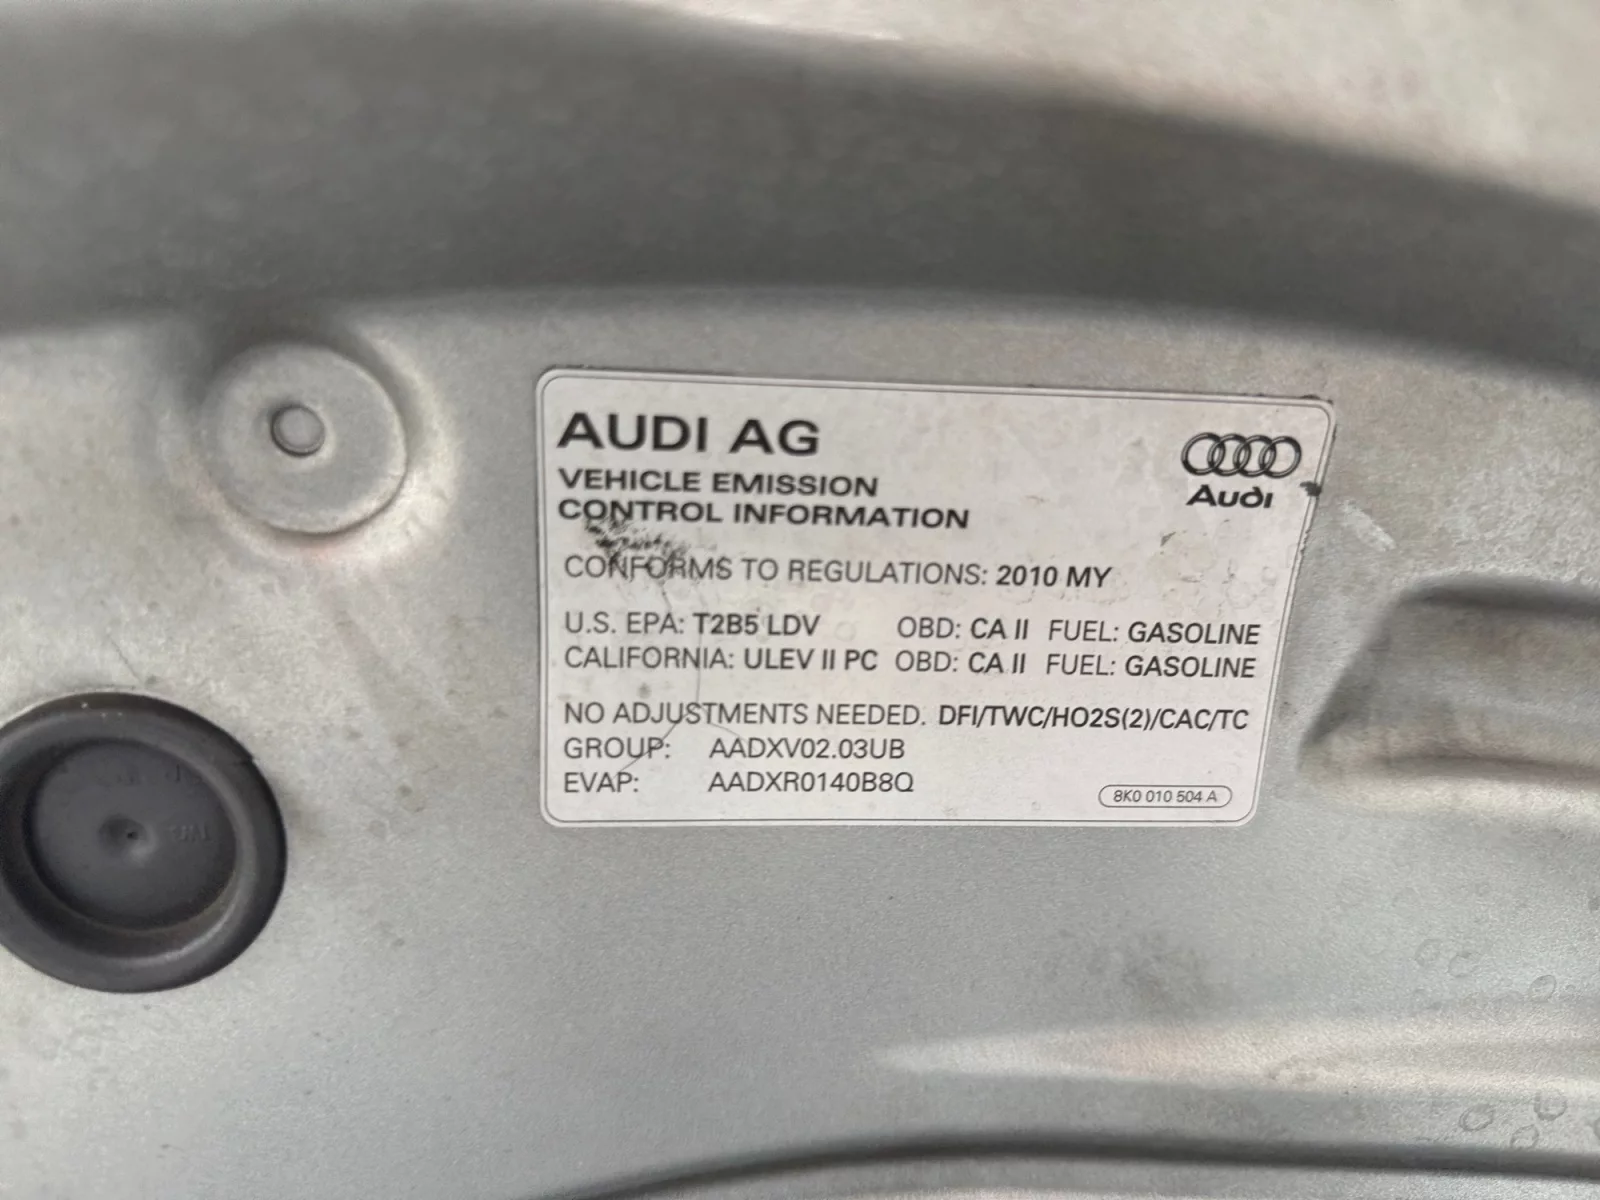 AUDI AG
VEHICLE EMISSION
CONTROL INFORMATION
Audi
CONFORMS TO REGULATIONS: 2010 MY
U.S. EPA: T2B5 LDV OBD: CA II FUEL: GASOLINE
CALIFORNIA: ULEV II PC OBD: CA II FUEL: GASOLINE
NO ADJUSTMENTS NEEDED. DFI/TWC/HO2S(2)/CAC/TC
GROUP: AADXV02.03UB
EVAP: AADXR0140B8Q
8K0 010 504 A